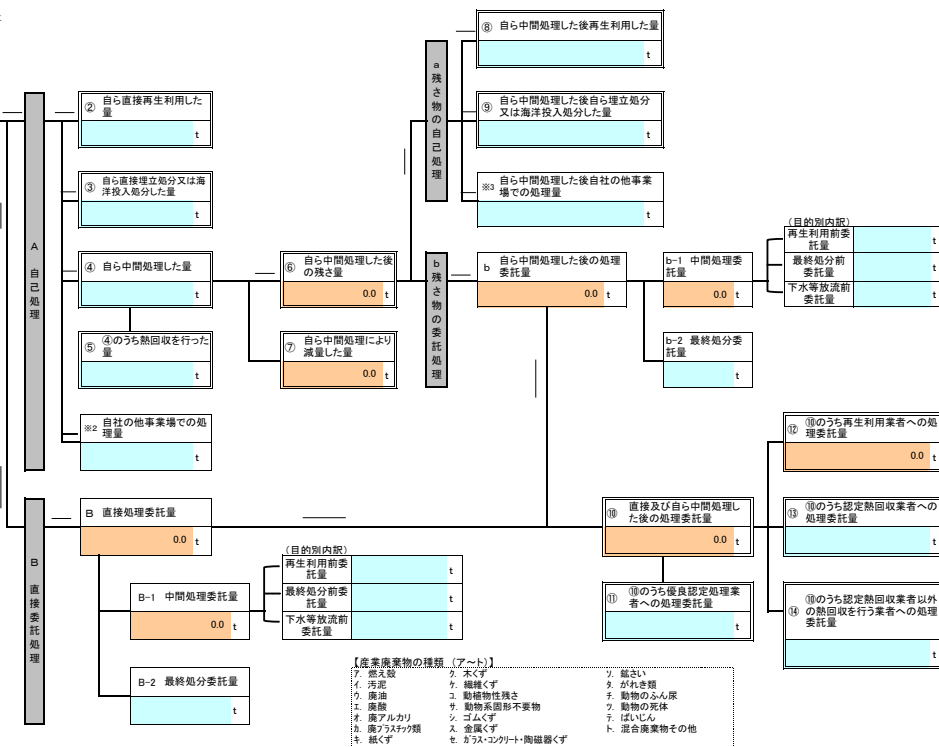 ⑧ 自ら中間処理した後再生利用した量
t
a 残さ物の自己処理
② 自ら直接再生利用した
量
t
⑨ 自ら中間処理した後自ら埋立処分
又は海洋投入処分した量
t
③ 自ら直接埋立処分又は海
洋投入処分した量
t
※3 自ら中間処理した後自社の他事業
場での処理量
t
A 自己処理
④ 自ら中間処理した量
t
⑥ 自ら中間処理した後
の残さ量
0.0 t
b 残さ物の委託処理
b 自ら中間処理した後の処理
委託量
0.0 t
b-1 中間処理委
託量
0.0 t
(目的別内訳)
再生利用前委
託量
t
最終処分前
委託量
t
下水等放流前
委託量
t
⑤ ④のうち熱回収を行った
量
t
⑦ 自ら中間処理により
減量した量
0.0 t
b-2 最終処分委
託量
t
※2 自社の他事業場での処
理量
t
⑫ ⑩のうち再生利用業者への処
理委託量
0.0 t
B 直接委託処理
B 直接処理委託量
0.0 t
⑩ 直接及び自ら中間処理し
た後の処理委託量
0.0 t
⑬ ⑩のうち認定熱回収業者への
処理委託量
t
B-1 中間処理委託量
0.0 t
(目的別内訳)
再生利用前委
託量
t
最終処分前委
託量
t
下水等放流前
委託量
t
⑪ ⑩のうち優良認定処理業
者への処理委託量
t
⑭ ⑩のうち認定熱回収業者以外
の熱回収を行う業者への処理
委託量
t
B-2 最終処分委託量
t
【産業廃棄物の種類 (ア~ト)】
ア. 燃え殻 ク. 木くず ソ. 鉱さい
イ. 汚泥 ケ. 繊維くず タ. がれき類
ウ. 廃油 コ. 動植物性残さ チ. 動物のふん尿
エ. 廃酸 サ. 動物系固形不要物 ツ. 動物の死体
オ. 廃アルカリ シ. ゴムくず テ. ばいじん
カ. 廃プラスチック類 ス. 金属くず ト. 混合廃棄物その他
キ. 紙くず セ. ガラス・コンクリート・陶磁器くず